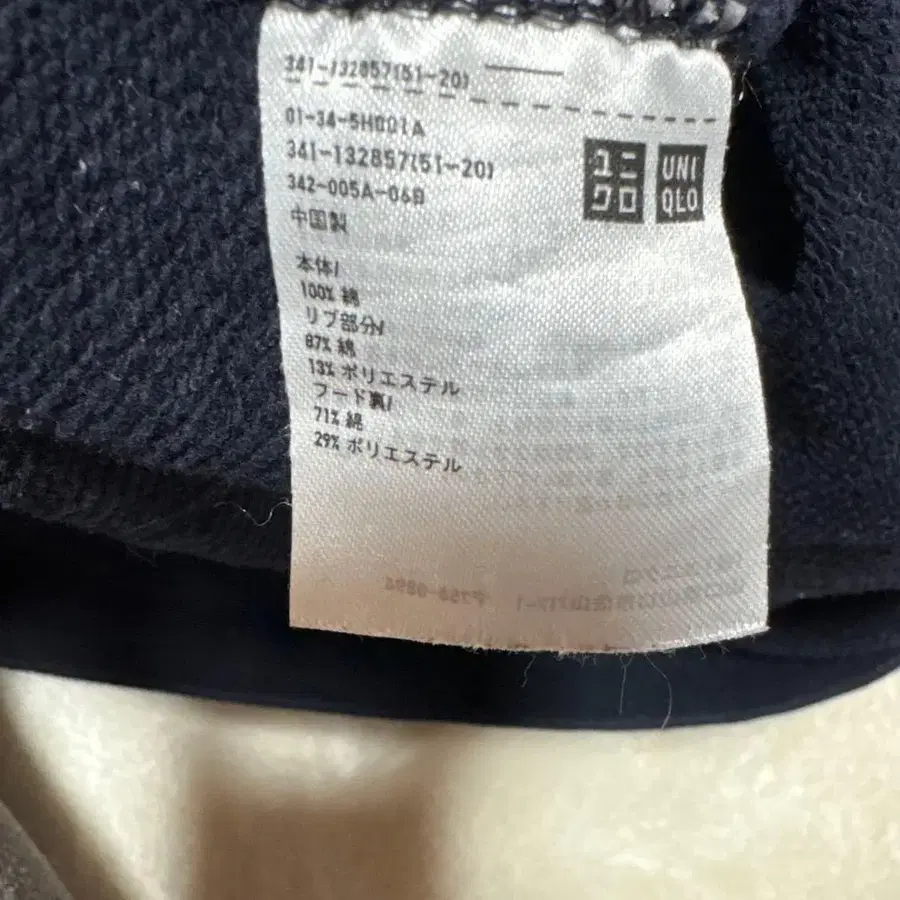 341-132857(51-20)
01-34-5H001A
341-132857(51-20)
342-005A-06B
中国製
ユニ
クロ
UNI
QLO
本体/
100% 綿
リブ部分/
87% 綿
13% ポリエステル
フード裏/
71% 綿
29% ポリエステル